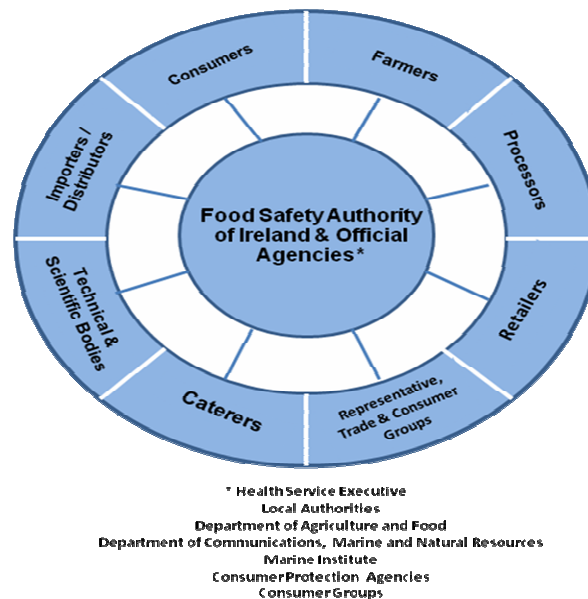 Consumers
Farmers
Importers /
Distributors
Processors
Food Safety Authority
of Ireland & Official
Agencies*
Technical &
Scientific Bodies
Retailers
Caterers
Representative,
Trade & Consumer
Groups
* Health Service Executive
Local Authorities
Department of Agriculture and Food
Department of Communications, Marine and Natural Resources
Marine Institute
Consumer Protection Agencies
Consumer Groups